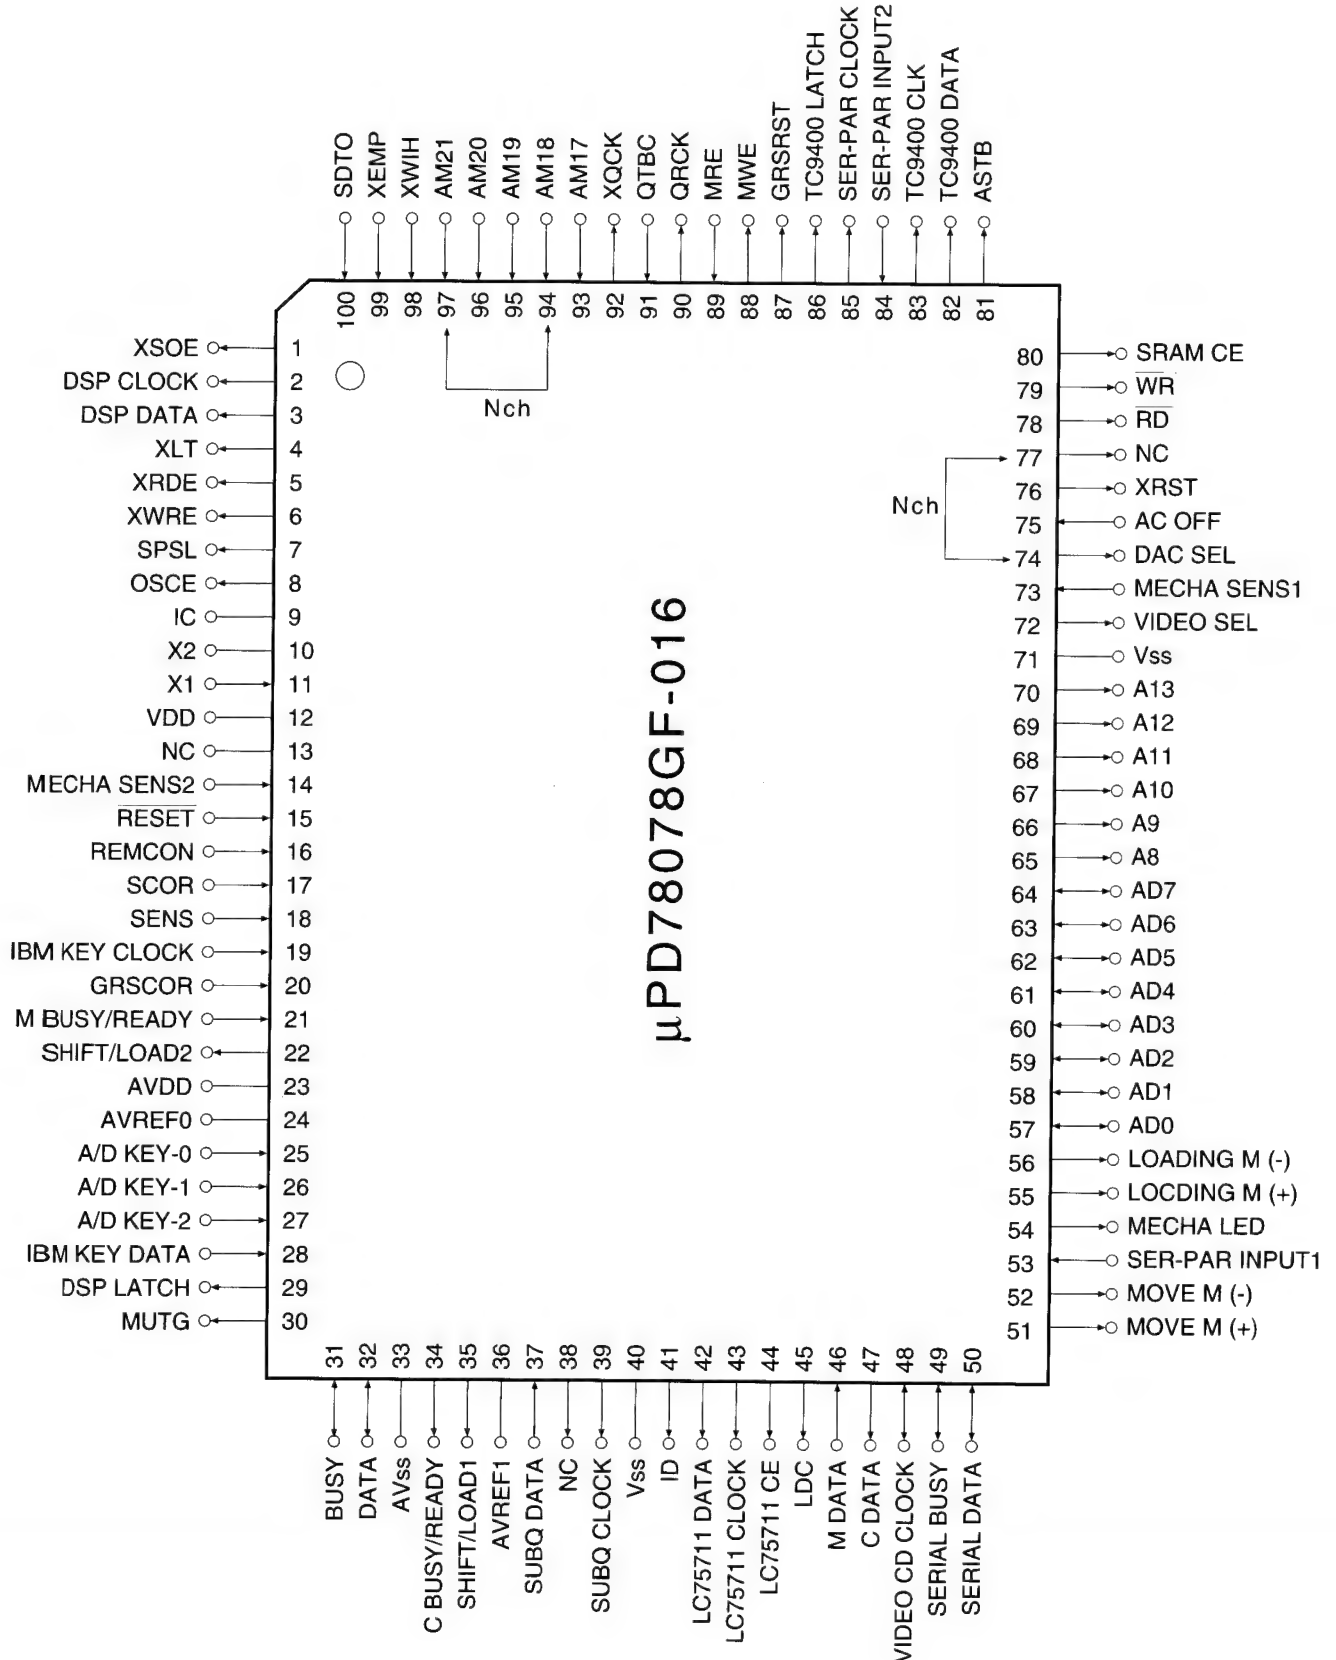 SDTO
XEMP
XWIH
AM21
AM20
AM19
AM18
AM17
XQCK
QTBC
QRCK
MRE
MWE
GRSRST
TC9400 LATCH
SER-PAR CLOCK
SER-PAR INPUT2
TC9400 CLK
TC9400 DATA
ASTB
100
99
98
97
96
95
94
93
92
91
90
89
88
87
86
85
84
83
82
81
Nch
XSOE 1
DSP CLOCK 2
DSP DATA 3
XLT 4
XRDE 5
XWRE 6
SPSL 7
OSCE 8
IC 9
X2 10
X1 11
VDD 12
NC 13
MECHA SENS2 14
RESET 15
REMCON 16
SCOR 17
SENS 18
IBM KEY CLOCK 19
GRSCOR 20
M BUSY/READY 21
SHIFT/LOAD2 22
AVDD 23
AVREF0 24
A/D KEY-0 25
A/D KEY-1 26
A/D KEY-2 27
IBM KEY DATA 28
DSP LATCH 29
MUTG 30
µPD78078GF-016
80 SRAM CE
79 WR
78 RD
77 NC
76 XRST
Nch
75 AC OFF
74 DAC SEL
73 MECHA SENS1
72 VIDEO SEL
71 Vss
70 A13
69 A12
68 A11
67 A10
66 A9
65 A8
64 AD7
63 AD6
62 AD5
61 AD4
60 AD3
59 AD2
58 AD1
57 AD0
56 LOADING M (-)
55 LOCDING M (+)
54 MECHA LED
53 SER-PAR INPUT1
52 MOVE M (-)
51 MOVE M (+)
31
32
33
34
35
36
37
38
39
40
41
42
43
44
45
46
47
48
49
50
BUSY
DATA
AVss
C BUSY/READY
SHIFT/LOAD1
AVREF1
SUBQ DATA
NC
SUBQ CLOCK
Vss
ID
LC75711 DATA
LC75711 CLOCK
LC75711 CE
LDC
M DATA
C DATA
VIDEO CD CLOCK
SERIAL BUSY
SERIAL DATA